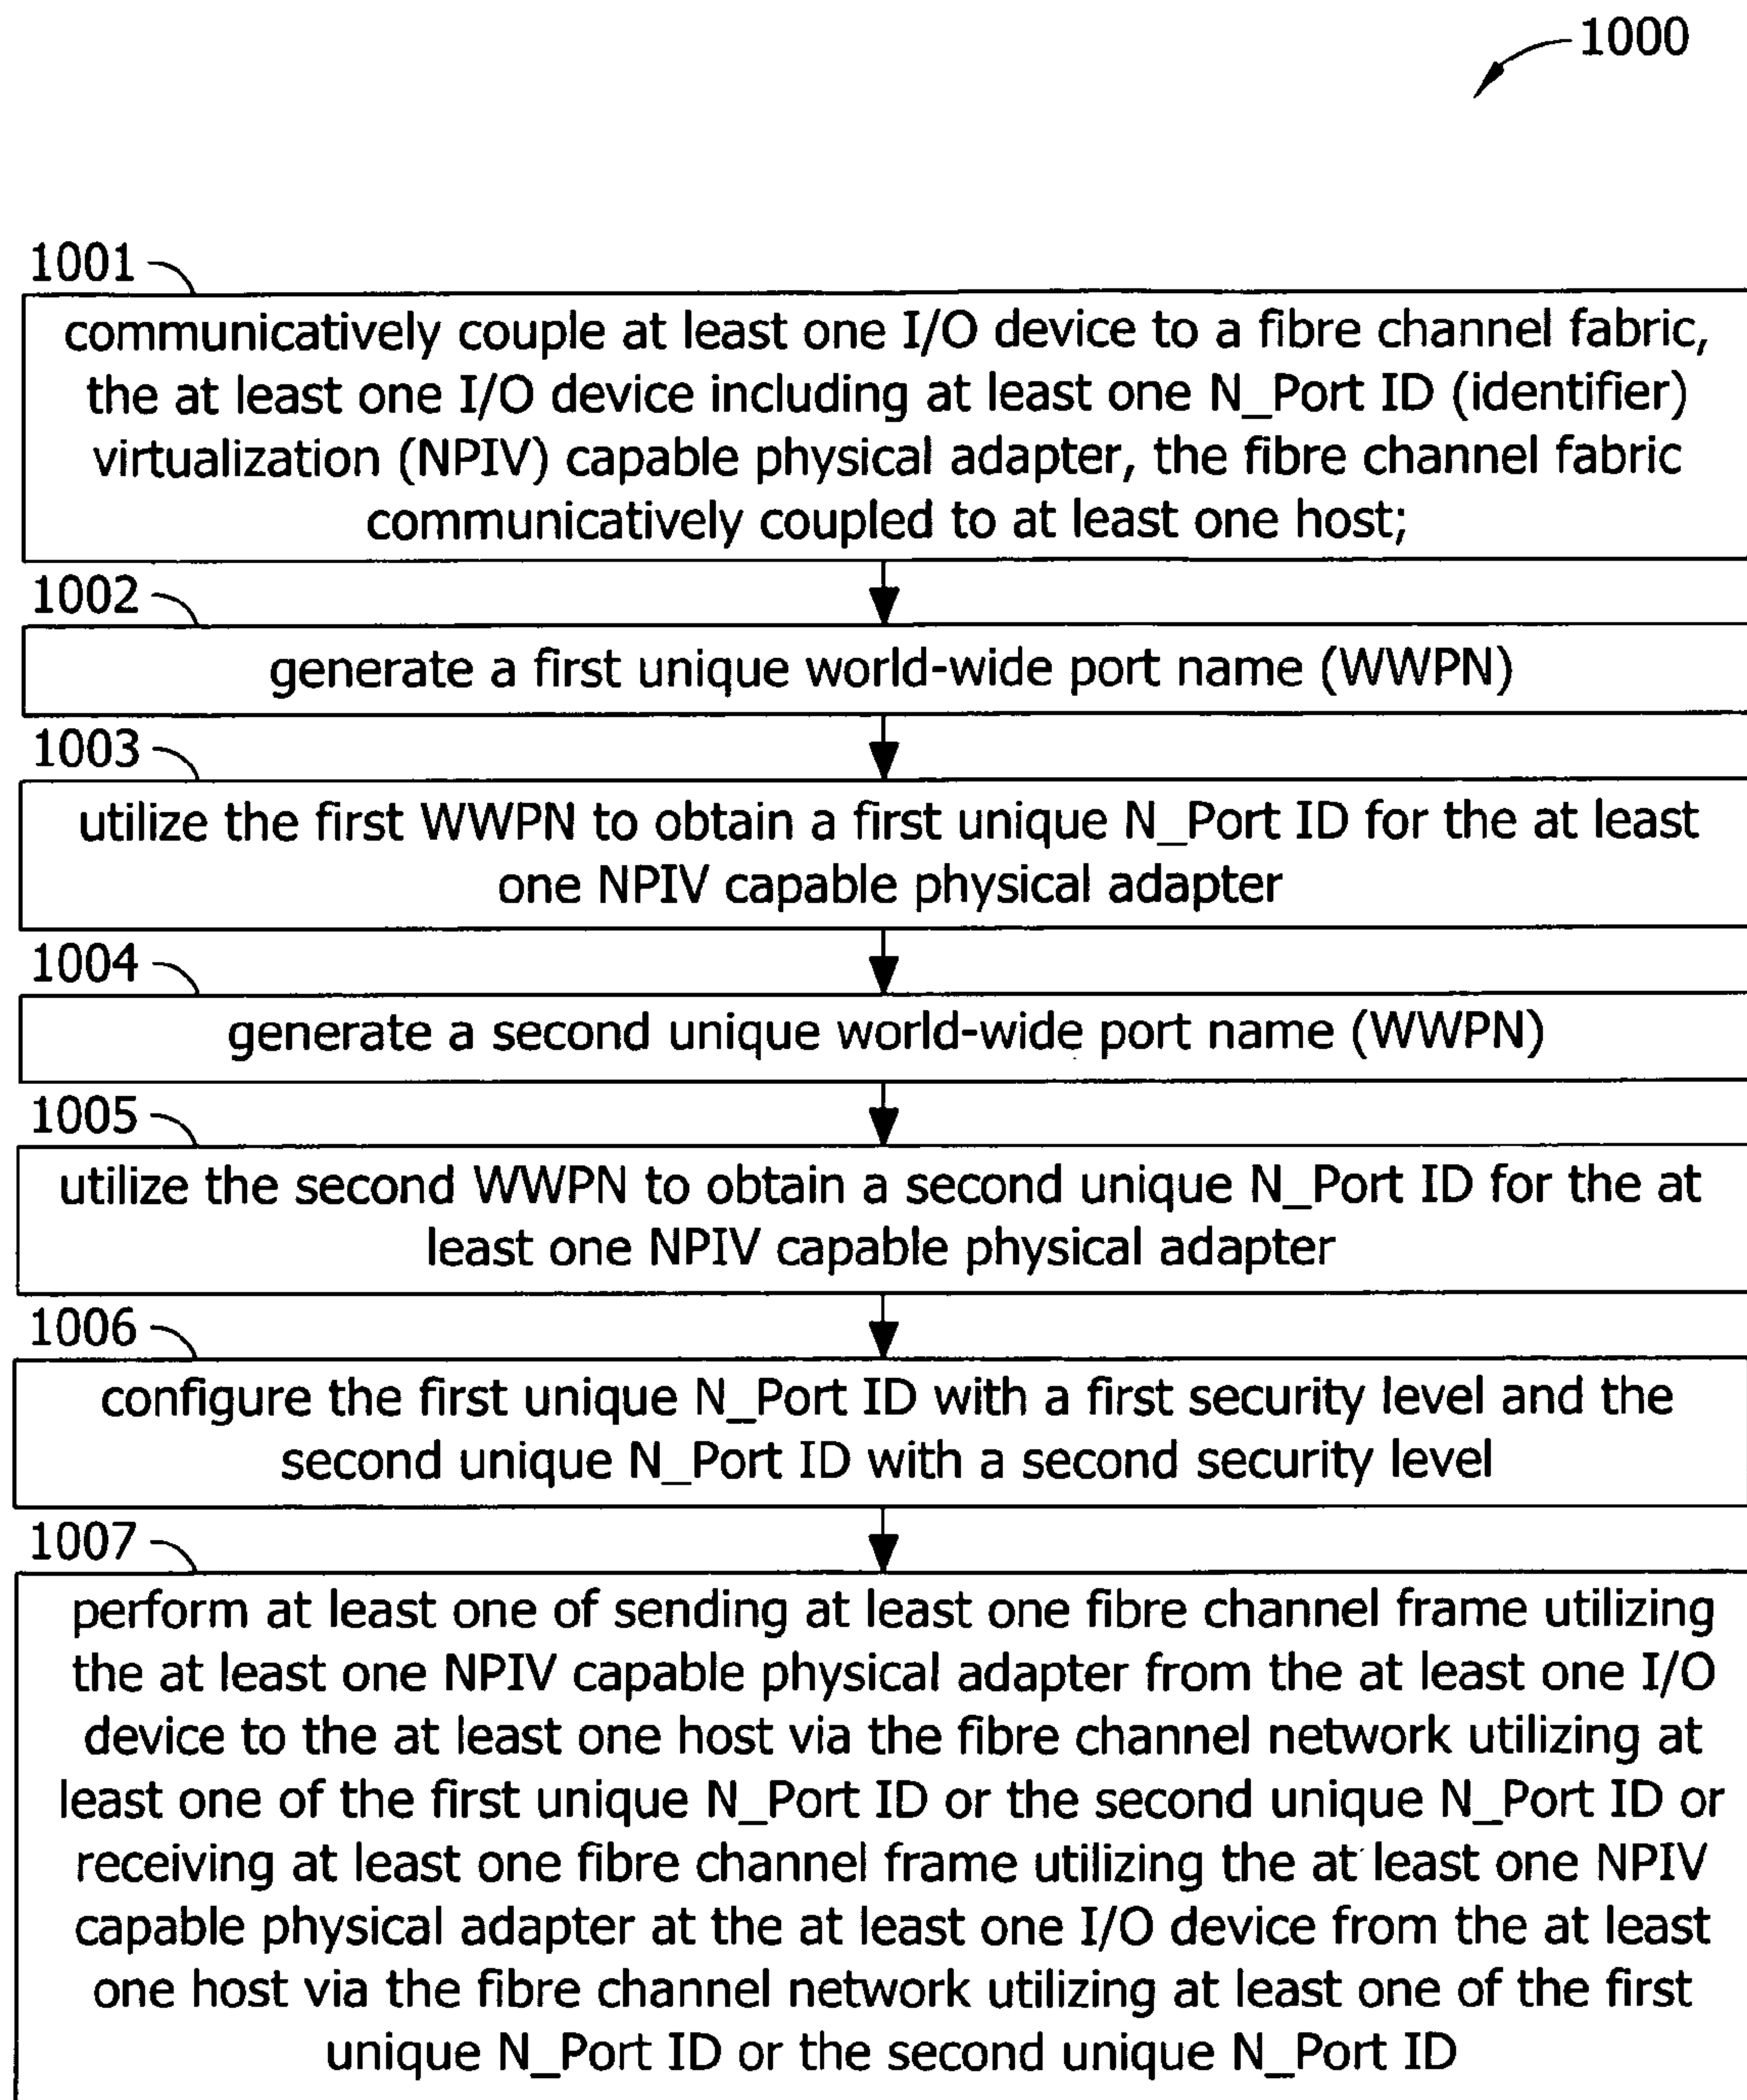 1000
1001
communicatively couple at least one I/O device to a fibre channel fabric,
the at least one I/O device including at least one N_Port ID (identifier)
virtualization (NPIV) capable physical adapter, the fibre channel fabric
communicatively coupled to at least one host;
1002
generate a first unique world-wide port name (WWPN)
1003
utilize the first WWPN to obtain a first unique N_Port ID for the at least
one NPIV capable physical adapter
1004
generate a second unique world-wide port name (WWPN)
1005
utilize the second WWPN to obtain a second unique N_Port ID for the at
least one NPIV capable physical adapter
1006
configure the first unique N_Port ID with a first security level and the
second unique N_Port ID with a second security level
1007
perform at least one of sending at least one fibre channel frame utilizing
the at least one NPIV capable physical adapter from the at least one I/O
device to the at least one host via the fibre channel network utilizing at
least one of the first unique N_Port ID or the second unique N_Port ID or
receiving at least one fibre channel frame utilizing the at least one NPIV
capable physical adapter at the at least one I/O device from the at least
one host via the fibre channel network utilizing at least one of the first
unique N_Port ID or the second unique N_Port ID